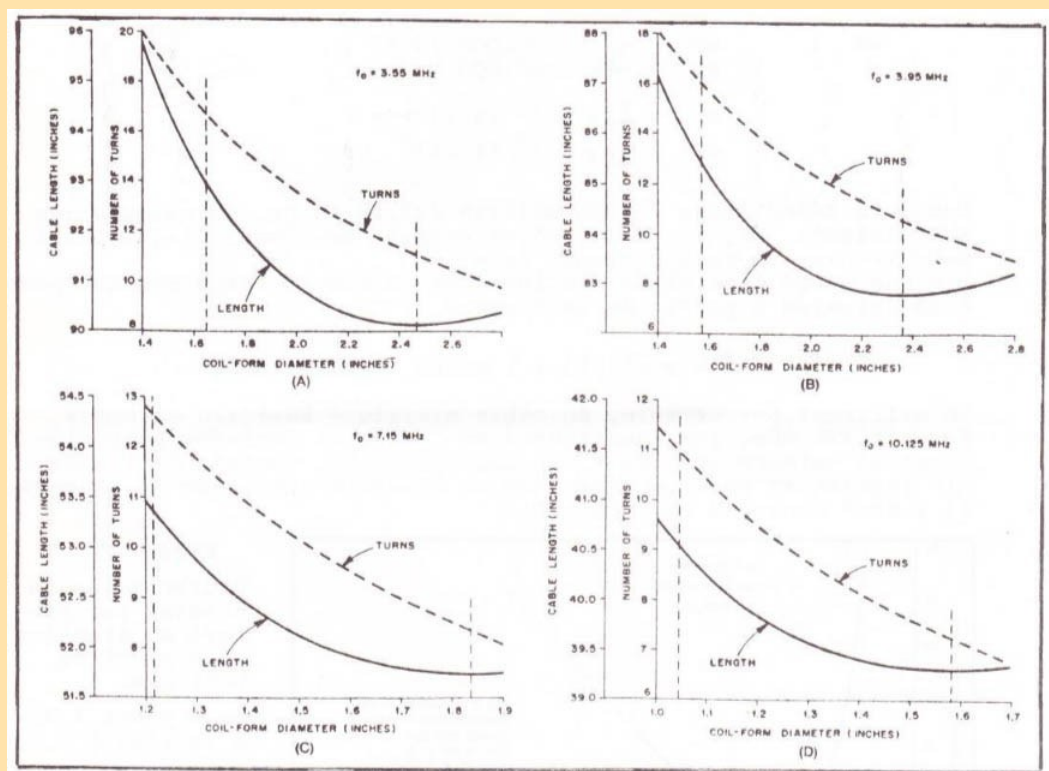 96
95
94
93
92
91
90
CABLE LENGTH (INCHES)
20
18
16
14
12
10
8
NUMBER OF TURNS
f₀ = 3.55 MHz
TURNS
LENGTH
1.4 1.6 1.8 2.0 2.2 2.4 2.6
COIL-FORM DIAMETER (INCHES)
(A)
88
87
86
85
84
83
CABLE LENGTH (INCHES)
18
16
14
12
10
8
6
NUMBER OF TURNS
f₀ = 3.95 MHz
TURNS
LENGTH
1.4 1.6 1.8 2.0 2.2 2.4 2.6 2.8
COIL-FORM DIAMETER (INCHES)
(B)
54.5
54.0
53.5
53.0
52.5
52.0
51.5
CABLE LENGTH (INCHES)
13
12
11
10
9
8
NUMBER OF TURNS
f₀ = 7.15 MHz
TURNS
LENGTH
1.2 1.3 1.4 1.5 1.6 1.7 1.8 1.9
COIL-FORM DIAMETER (INCHES)
(C)
42.0
41.5
41.0
40.5
40.0
39.5
39.0
CABLE LENGTH (INCHES)
12
11
10
9
8
7
6
NUMBER OF TURNS
f₀ = 10.125 MHz
TURNS
LENGTH
1.0 1.1 1.2 1.3 1.4 1.5 1.6 1.7
COIL-FORM DIAMETER (INCHES)
(D)